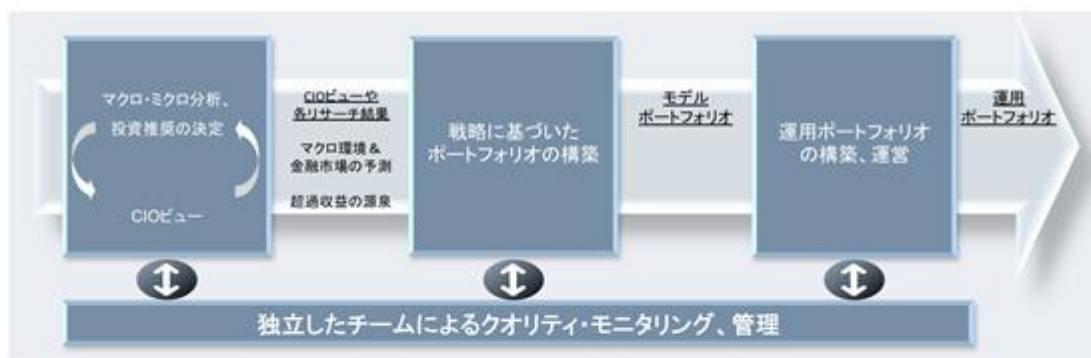 マクロ・ミクロ分析、
投資推奨の決定
CIOビュー
CIOビューや
各リサーチ結果
マクロ環境&
金融市場の予測
超過収益の源泉
戦略に基づいた
ポートフォリオの構築
モデル
ポートフォリオ
運用ポートフォリオ
の構築、運営
運用
ポートフォリオ
独立したチームによるクオリティ・モニタリング、管理